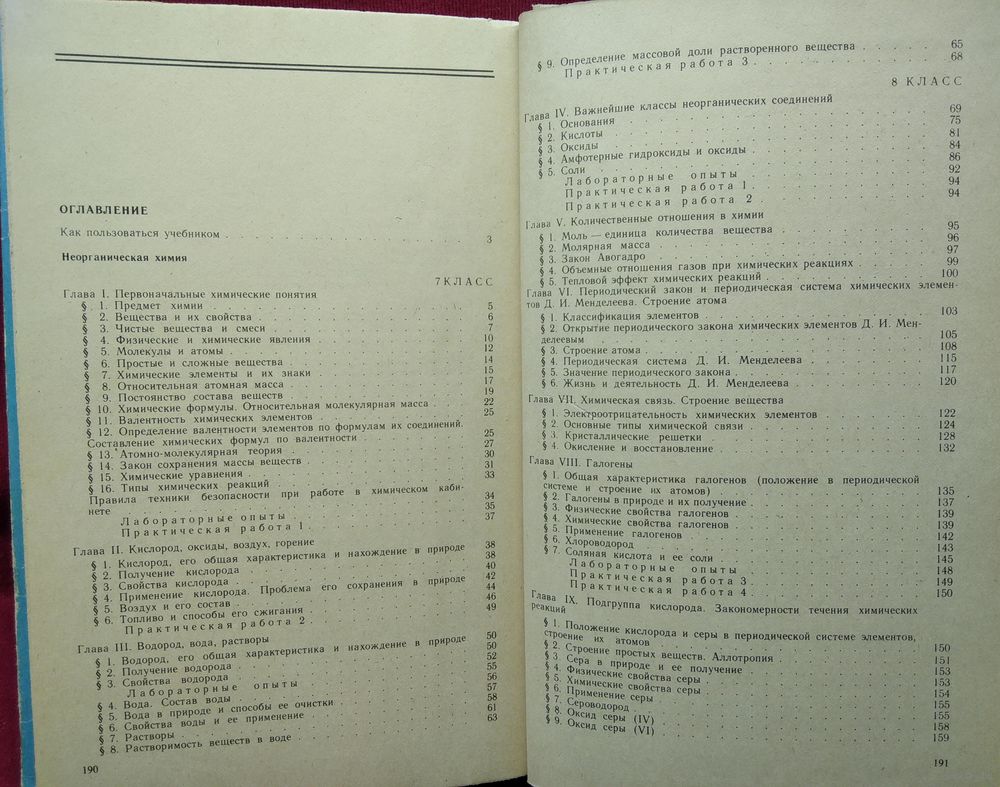 ОГЛАВЛЕНИЕ
Как пользоваться учебником . 3
Неорганическая химия
7 КЛАСС
Глава I. Первоначальные химические понятия
§ 1. Предмет химии 5
§ 2. Вещества и их свойства 6
§ 3. Чистые вещества и смеси 7
§ 4. Физические и химические явления 10
§ 5. Молекулы и атомы 12
§ 6. Простые и сложные вещества 14
§ 7. Химические элементы и их знаки 15
§ 8. Относительная атомная масса 17
§ 9. Постоянство состава веществ 19
§ 10. Химические формулы. Относительная молекулярная масса 22
§ 11. Валентность химических элементов 25
§ 12. Определение валентности элементов по формулам их соединений.
Составление химических формул по валентности 25
§ 13. Атомно-молекулярная теория 27
§ 14. Закон сохранения массы веществ 30
§ 15. Химические уравнения 31
§ 16. Типы химических реакций 33
Правила техники безопасности при работе в химическом каби-
нете 34
Лабораторные опыты 35
Практическая работа 1 37
Глава II. Кислород, оксиды, воздух, горение
§ 1. Кислород, его общая характеристика и нахождение в природе 38
§ 2. Получение кислорода 38
§ 3. Свойства кислорода 40
§ 4. Применение кислорода. Проблема его сохранения в природе 42
§ 5. Воздух и его состав 44
§ 6. Топливо и способы его сжигания 46
Практическая работа 2 49
Глава III. Водород, вода, растворы
§ 1. Водород, его общая характеристика и нахождение в природе 50
§ 2. Получение водорода 50
§ 3. Свойства водорода 52
Лабораторные опыты 55
§ 4. Вода. Состав воды 56
§ 5. Вода в природе и способы ее очистки 57
§ 6. Свойства воды и ее применение 58
§ 7. Растворы 61
§ 8. Растворимость веществ в воде 63
190
§ 9. Определение массовой доли растворенного вещества 65
Практическая работа 3 68
8 КЛАСС
Глава IV. Важнейшие классы неорганических соединений
§ 1. Основания 69
§ 2. Кислоты 75
§ 3. Оксиды 81
§ 4. Амфотерные гидроксиды и оксиды 84
§ 5. Соли 86
Лабораторные опыты 92
Практическая работа 1 94
Практическая работа 2 94
Глава V. Количественные отношения в химии
§ 1. Моль — единица количества вещества 95
§ 2. Молярная масса 96
§ 3. Закон Авогадро 97
§ 4. Объемные отношения газов при химических реакциях 99
§ 5. Тепловой эффект химических реакций 100
Глава VI. Периодический закон и периодическая система химических элемен-
тов Д. И. Менделеева. Строение атома
§ 1. Классификация элементов 103
§ 2. Открытие периодического закона химических элементов Д. И. Мен-
делеевым 105
§ 3. Строение атома 108
§ 4. Периодическая система Д. И. Менделеева 115
§ 5. Значение периодического закона 117
§ 6. Жизнь и деятельность Д. И. Менделеева 120
Глава VII. Химическая связь. Строение вещества
§ 1. Электроотрицательность химических элементов 122
§ 2. Основные типы химической связи 124
§ 3. Кристаллические решетки 128
§ 4. Окисление и восстановление 132
Глава VIII. Галогены
§ 1. Общая характеристика галогенов (положение в периодической
системе и строение их атомов) 135
§ 2. Галогены в природе и их получение 137
§ 3. Физические свойства галогенов 139
§ 4. Химические свойства галогенов 139
§ 5. Применение галогенов 142
§ 6. Хлороводород 143
§ 7. Соляная кислота и ее соли 145
Лабораторные опыты 148
Практическая работа 3 149
Практическая работа 4 150
Глава IX. Подгруппа кислорода. Закономерности течения химических
реакций
§ 1. Положение кислорода и серы в периодической системе элементов,
строение их атомов 150
§ 2. Строение простых веществ. Аллотропия 151
§ 3 Сера в природе и ее получение 153
§ 4. Физические свойства серы 153
§ 5. Химические свойства серы 154
§ 6. Применение серы 155
§ 7. Сероводород 155
§ 8. Оксид серы (IV) 158
§ 9. Оксид серы (VI) 159
191